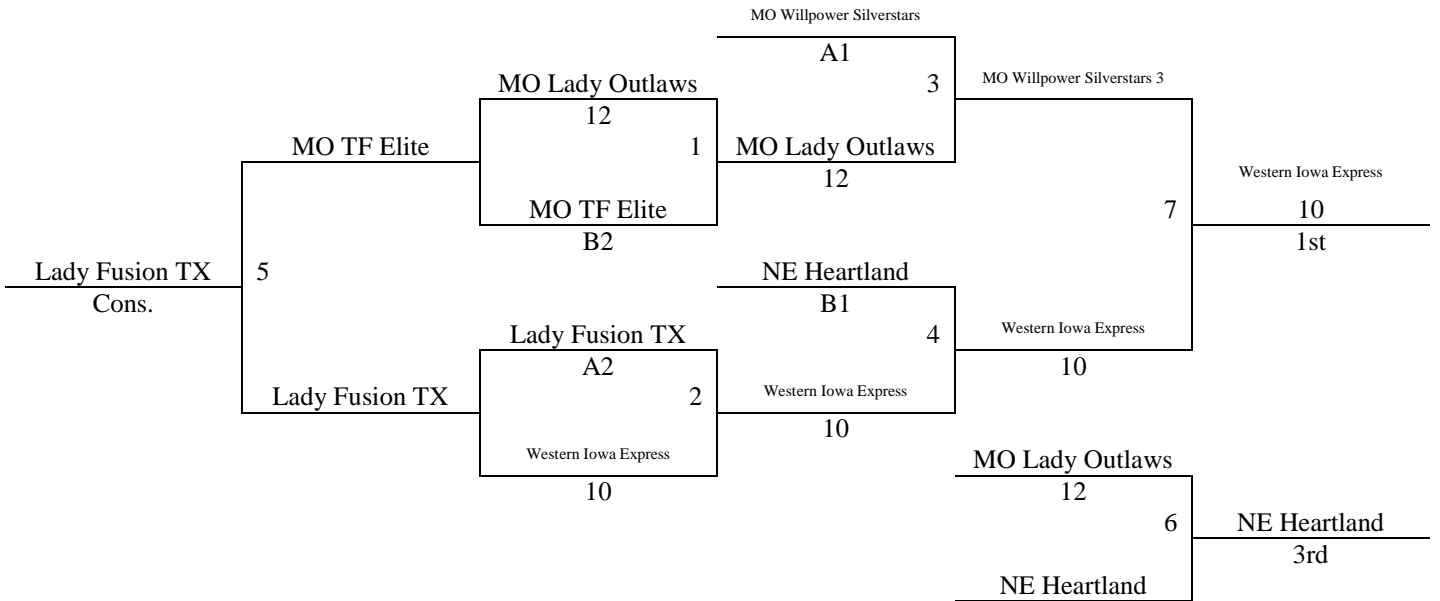 MO Willpower Silverstars
A1
MO Lady Outlaws
3
MO Willpower Silverstars 3
12
MO TF Elite
1
MO Lady Outlaws
12
Western Iowa Express
MO TF Elite
7
10
B2
1st
Lady Fusion TX
5
NE Heartland
Cons.
B1
Lady Fusion TX
4
Western Iowa Express
A2
10
Lady Fusion TX
2
Western Iowa Express
10
Western Iowa Express
10
MO Lady Outlaws
12
6
NE Heartland
3rd
NE Heartland